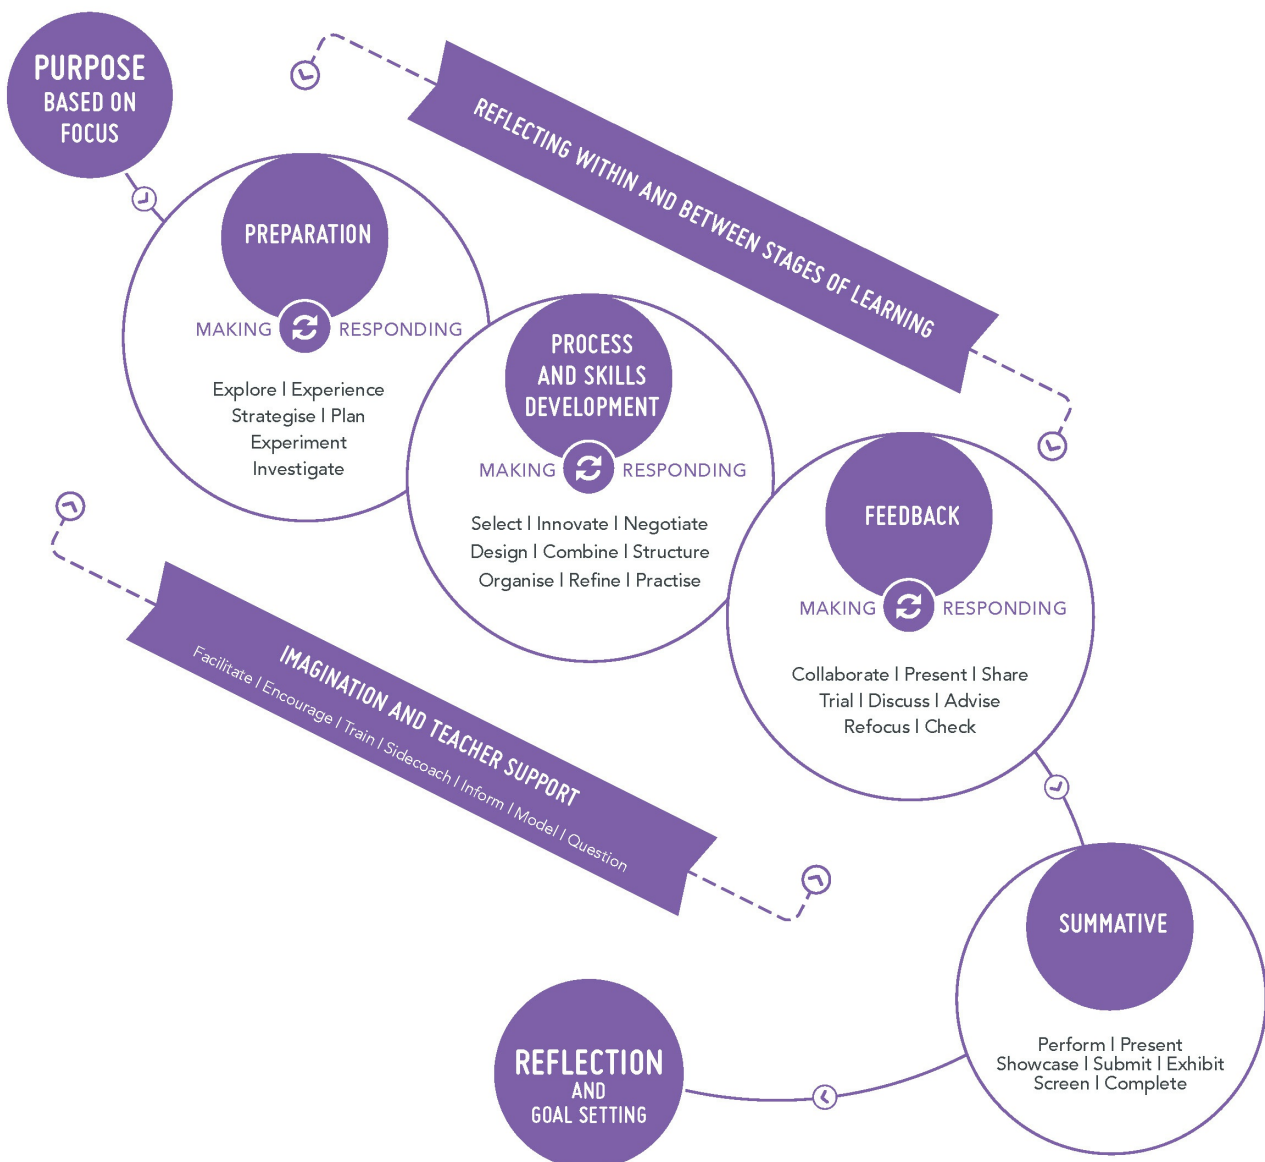 PURPOSE
BASED ON
FOCUS
REFLECTING WITHIN AND BETWEEN STAGES OF LEARNING
PREPARATION
MAKING RESPONDING
Explore | Experience
Strategise | Plan
Experiment
Investigate
PROCESS
AND SKILLS
DEVELOPMENT
MAKING RESPONDING
Select | Innovate | Negotiate
Design | Combine | Structure
Organise | Refine | Practise
FEEDBACK
MAKING RESPONDING
Collaborate | Present | Share
Trial | Discuss | Advise
Refocus | Check
IMAGINATION AND TEACHER SUPPORT
Facilitate | Encourage | Train | Sidecoach | Inform | Model | Question
SUMMATIVE
Perform | Present
Showcase | Submit | Exhibit
Screen | Complete
REFLECTION
AND
GOAL SETTING